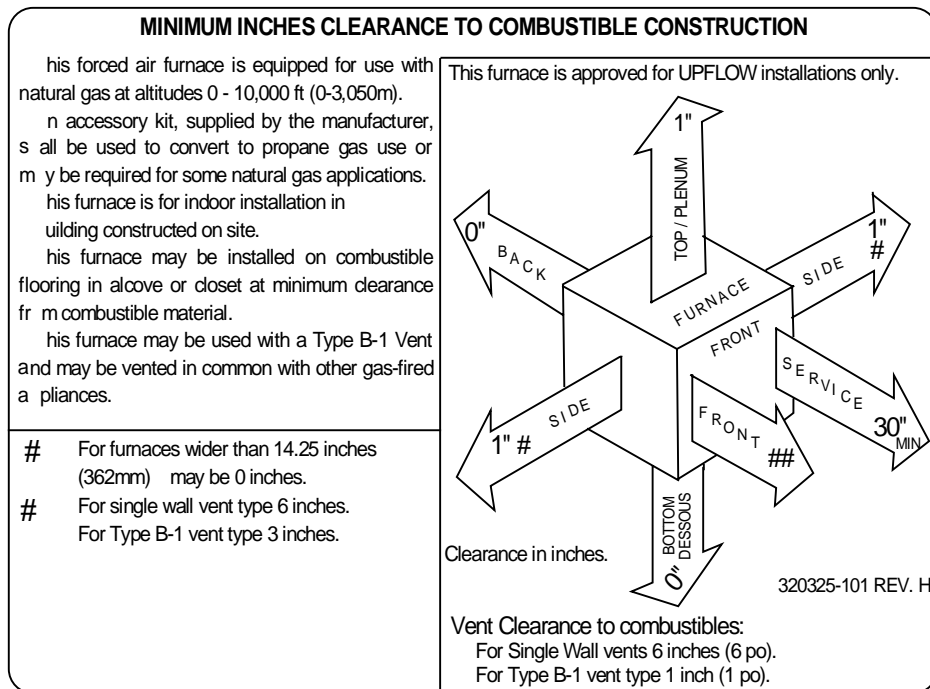 MINIMUM INCHES CLEARANCE TO COMBUSTIBLE CONSTRUCTION
his forced air furnace is equipped for use with
natural gas at altitudes 0 - 10,000 ft (0-3,050m).
n accessory kit, supplied by the manufacturer,
s all be used to convert to propane gas use or
m y be required for some natural gas applications.
his furnace is for indoor installation in
uilding constructed on site.
his furnace may be installed on combustible
flooring in alcove or closet at minimum clearance
fr m combustible material.
his furnace may be used with a Type B-1 Vent
and may be vented in common with other gas-fired
a pliances.
# For furnaces wider than 14.25 inches
(362mm) may be 0 inches.
# For single wall vent type 6 inches.
For Type B-1 vent type 3 inches.
This furnace is approved for UPFLOW installations only.
1"
TOP / PLENUM
0"
BACK
1"
#
SIDE
FURNACE
FRONT
SERVICE
30"
MIN
SIDE
1" #
FRONT
##
BOTTOM
DESSOUS
0"
Clearance in inches.
320325-101 REV. H
Vent Clearance to combustibles:
For Single Wall vents 6 inches (6 po).
For Type B-1 vent type 1 inch (1 po).